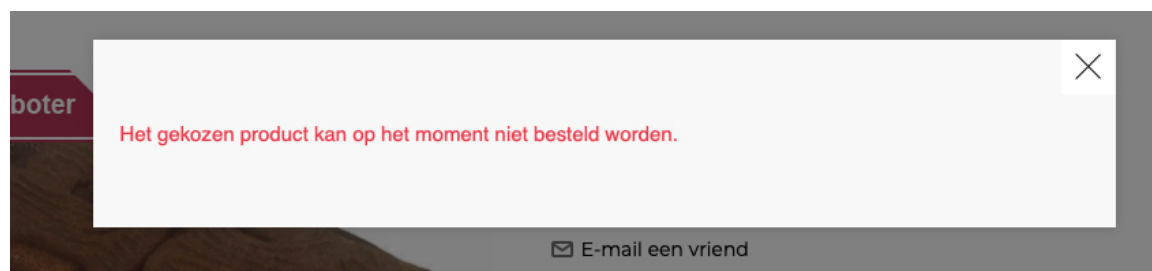 boter
Het gekozen product kan op het moment niet besteld worden.
E-mail een vriend